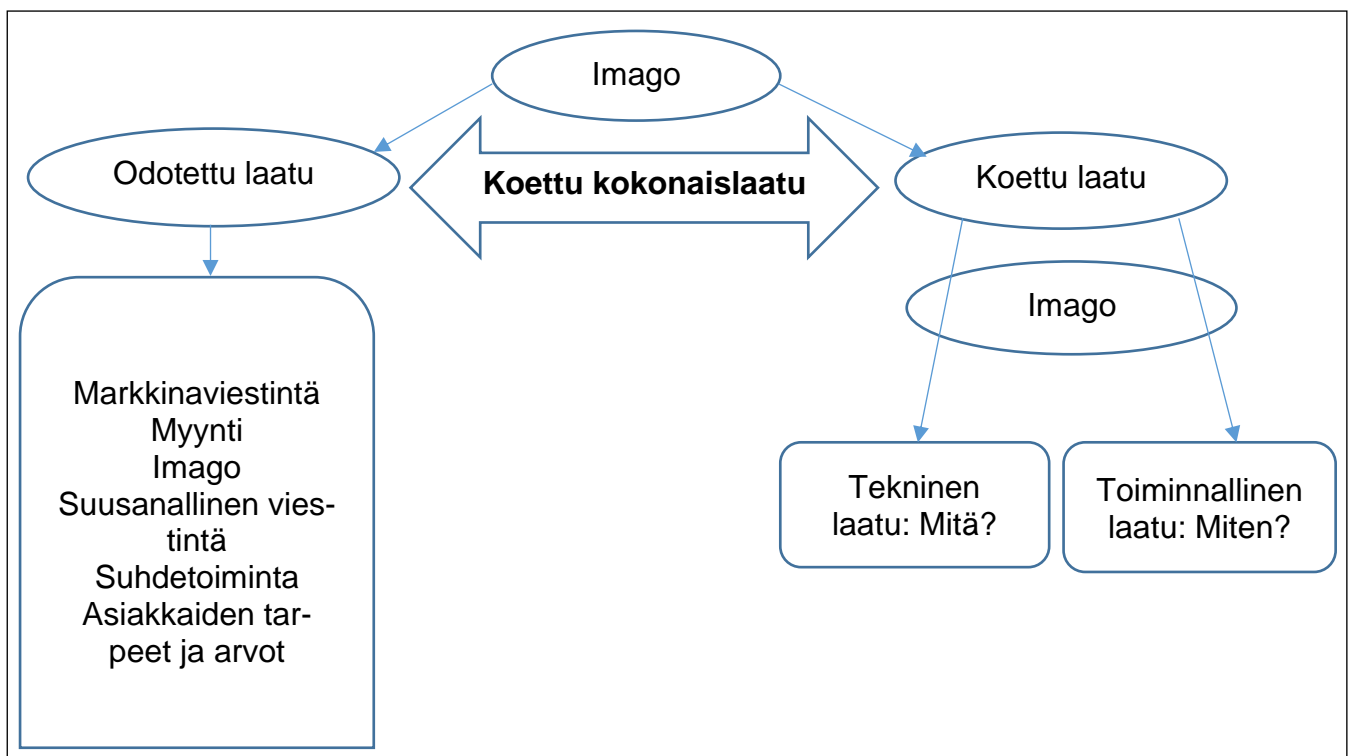 Imago
Odotettu laatu
Koettu kokonaislaatu
Koettu laatu
Imago
Markkinaviestintä
Myynti
Imago
Suusanallinen vies-
tintä
Suhdetoiminta
Asiakkaiden tar-
peet ja arvot
Tekninen
laatu: Mitä?
Toiminnallinen
laatu: Miten?